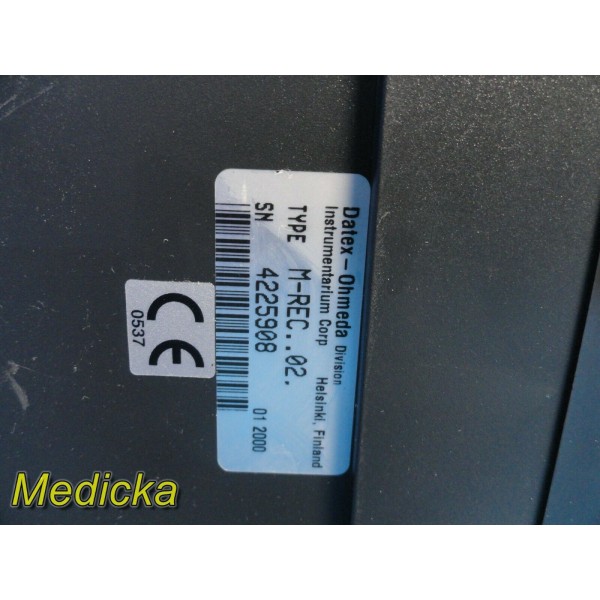 Datex-Ohmeda Division
Instrumentarium Corp Helsinki, Finland
TYPE M-REC..02.
SN 4225908 01 2000
CE
0537
Medicka